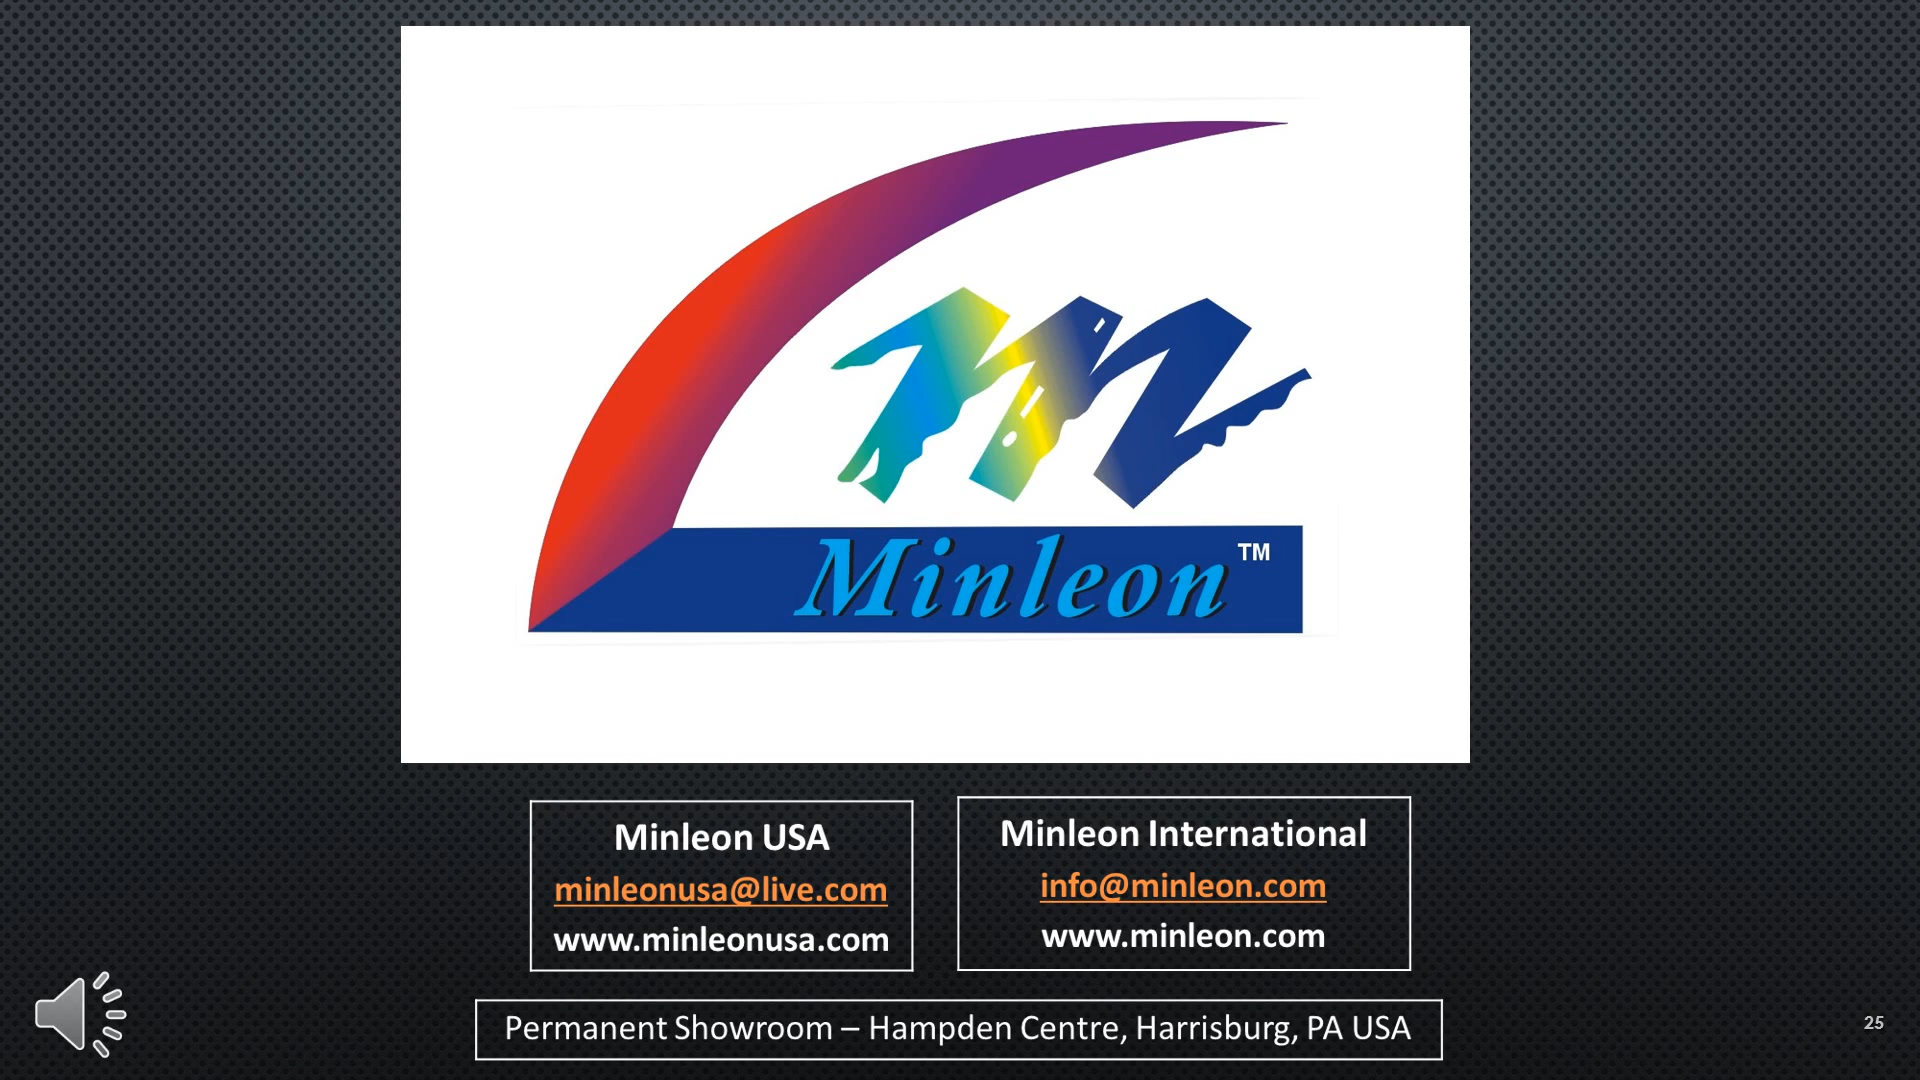 Minleon™
Minleon USA
minleonusa@live.com
www.minleonusa.com
Minleon International
info@minleon.com
www.minleon.com
Permanent Showroom – Hampden Centre, Harrisburg, PA USA
25